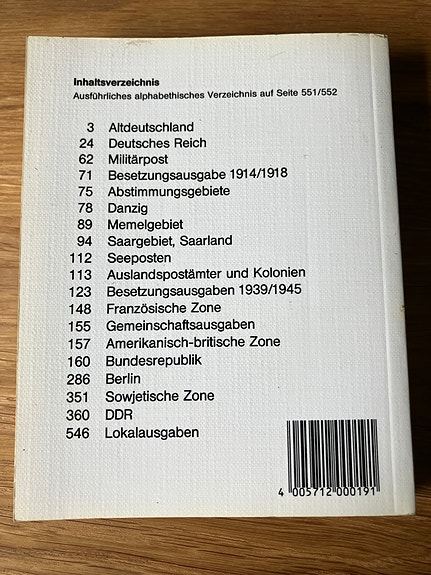 Inhaltsverzeichnis
Ausführliches alphabethisches Verzeichnis auf Seite 551/552
3 Altdeutschland
24 Deutsches Reich
62 Militärpost
71 Besetzungsausgabe 1914/1918
75 Abstimmungsgebiete
78 Danzig
89 Memelgebiet
94 Saargebiet, Saarland
112 Seeposten
113 Auslandspostämter und Kolonien
123 Besetzungsausgaben 1939/1945
148 Französische Zone
155 Gemeinschaftsausgaben
157 Amerikanisch-britische Zone
160 Bundesrepublik
286 Berlin
351 Sowjetische Zone
360 DDR
546 Lokalausgaben
4 005712 000191